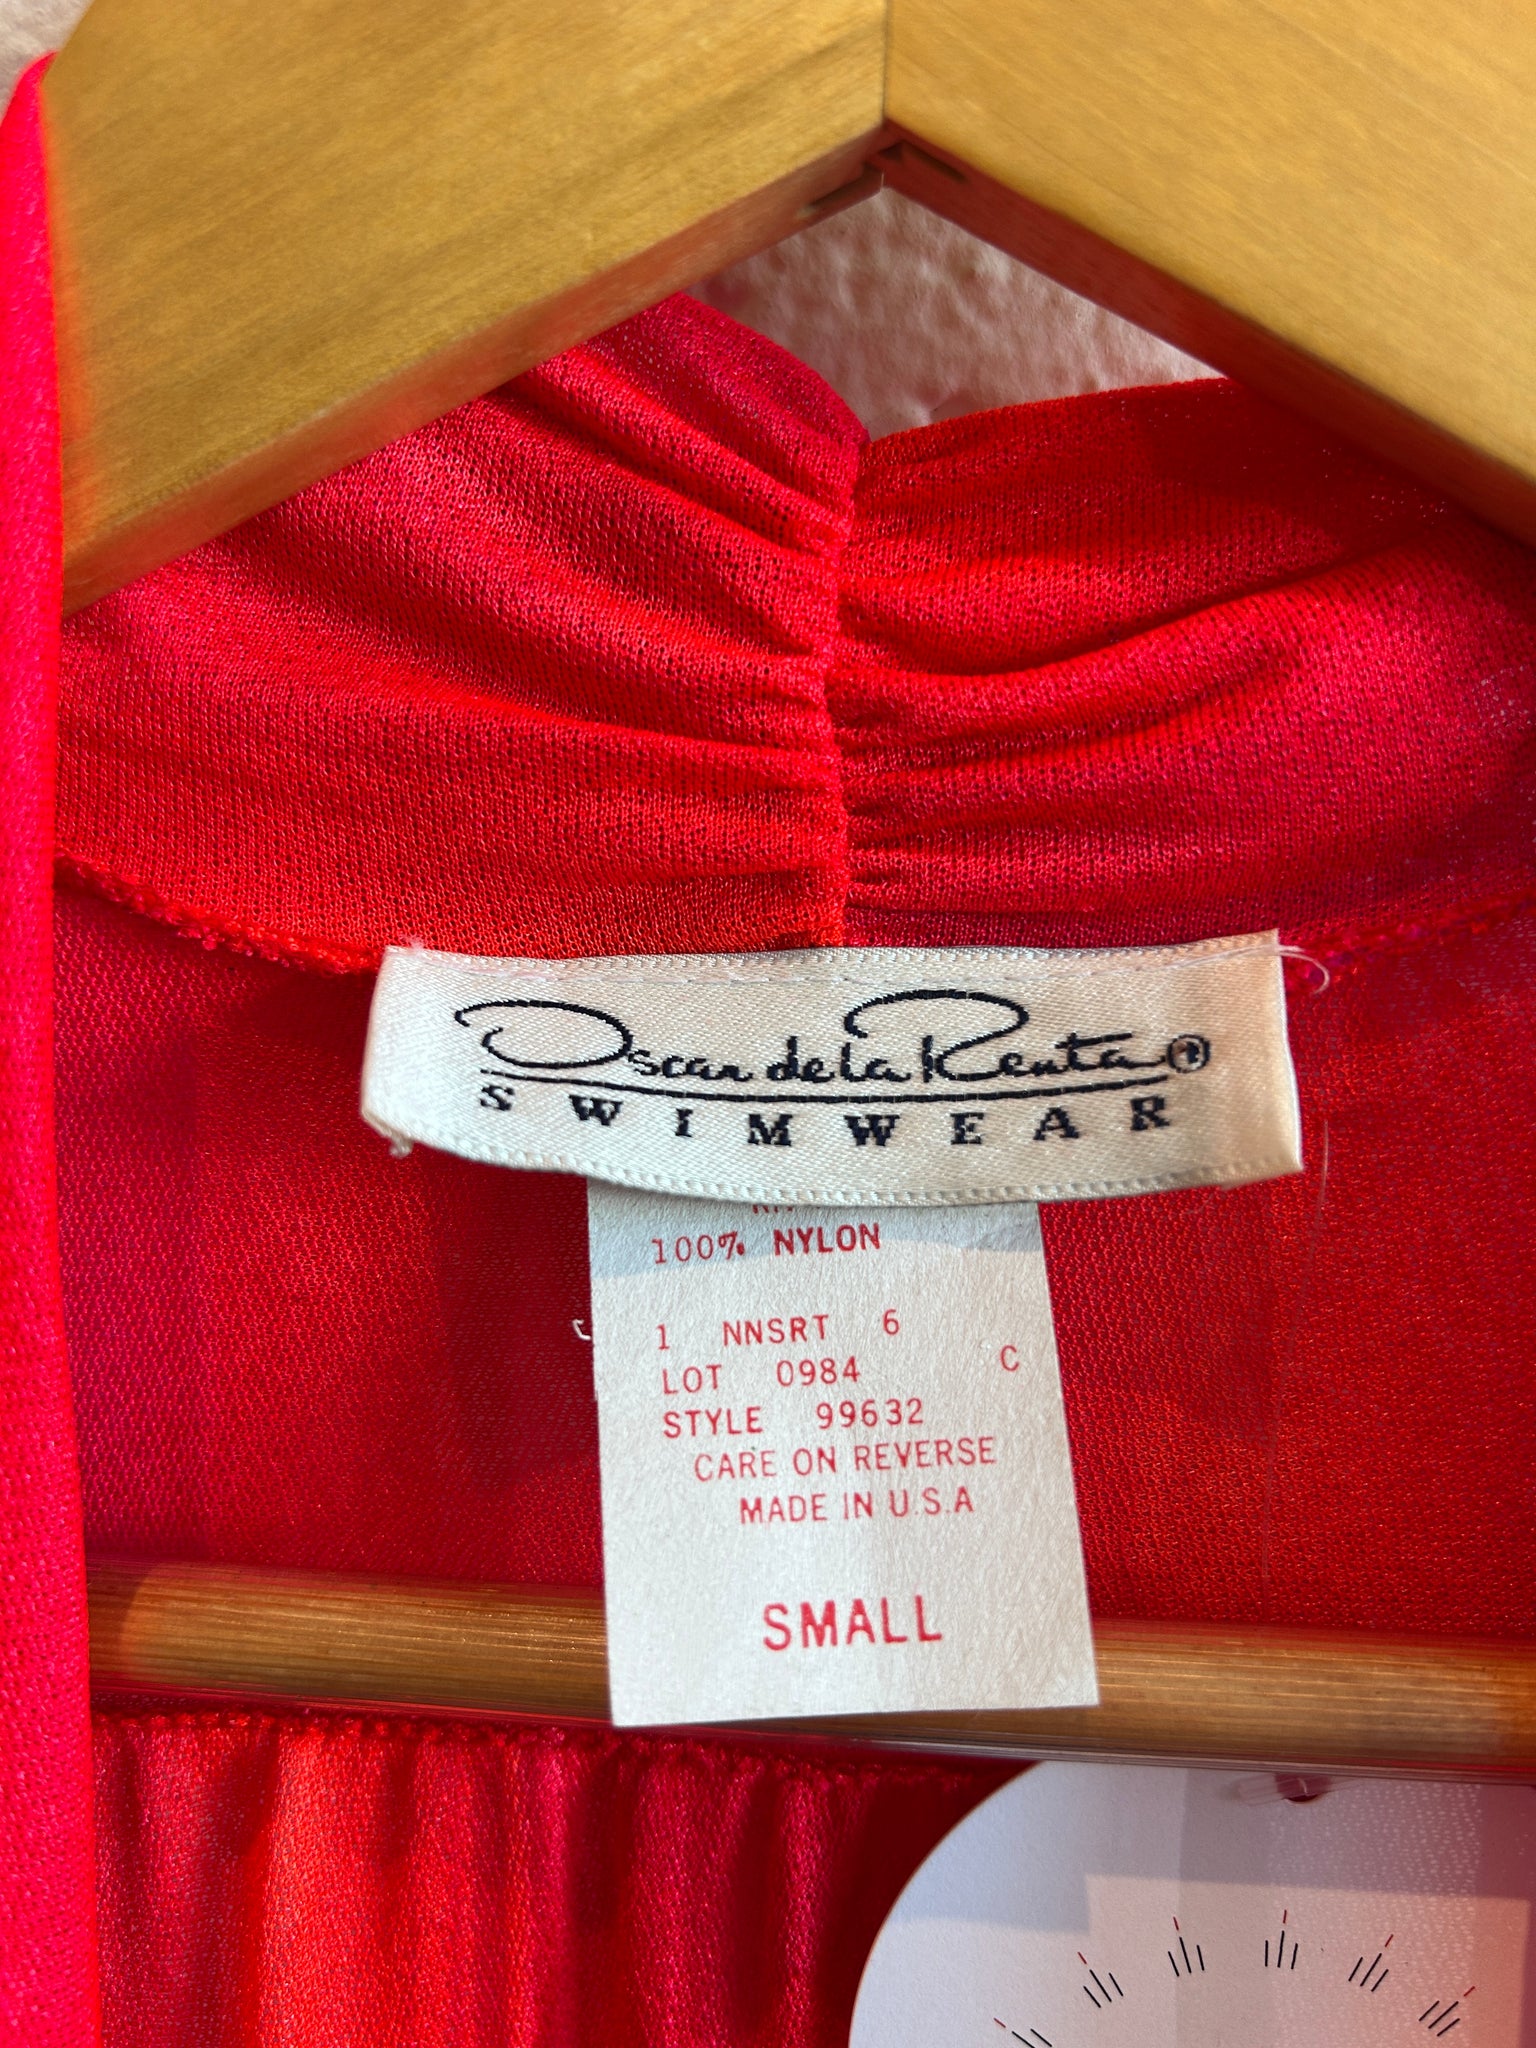 Oscar de la Renta®
SWIMWEAR
100% NYLON
1 NNSRT 6
LOT 0984 C
STYLE 99632
CARE ON REVERSE
MADE IN U.S.A
SMALL